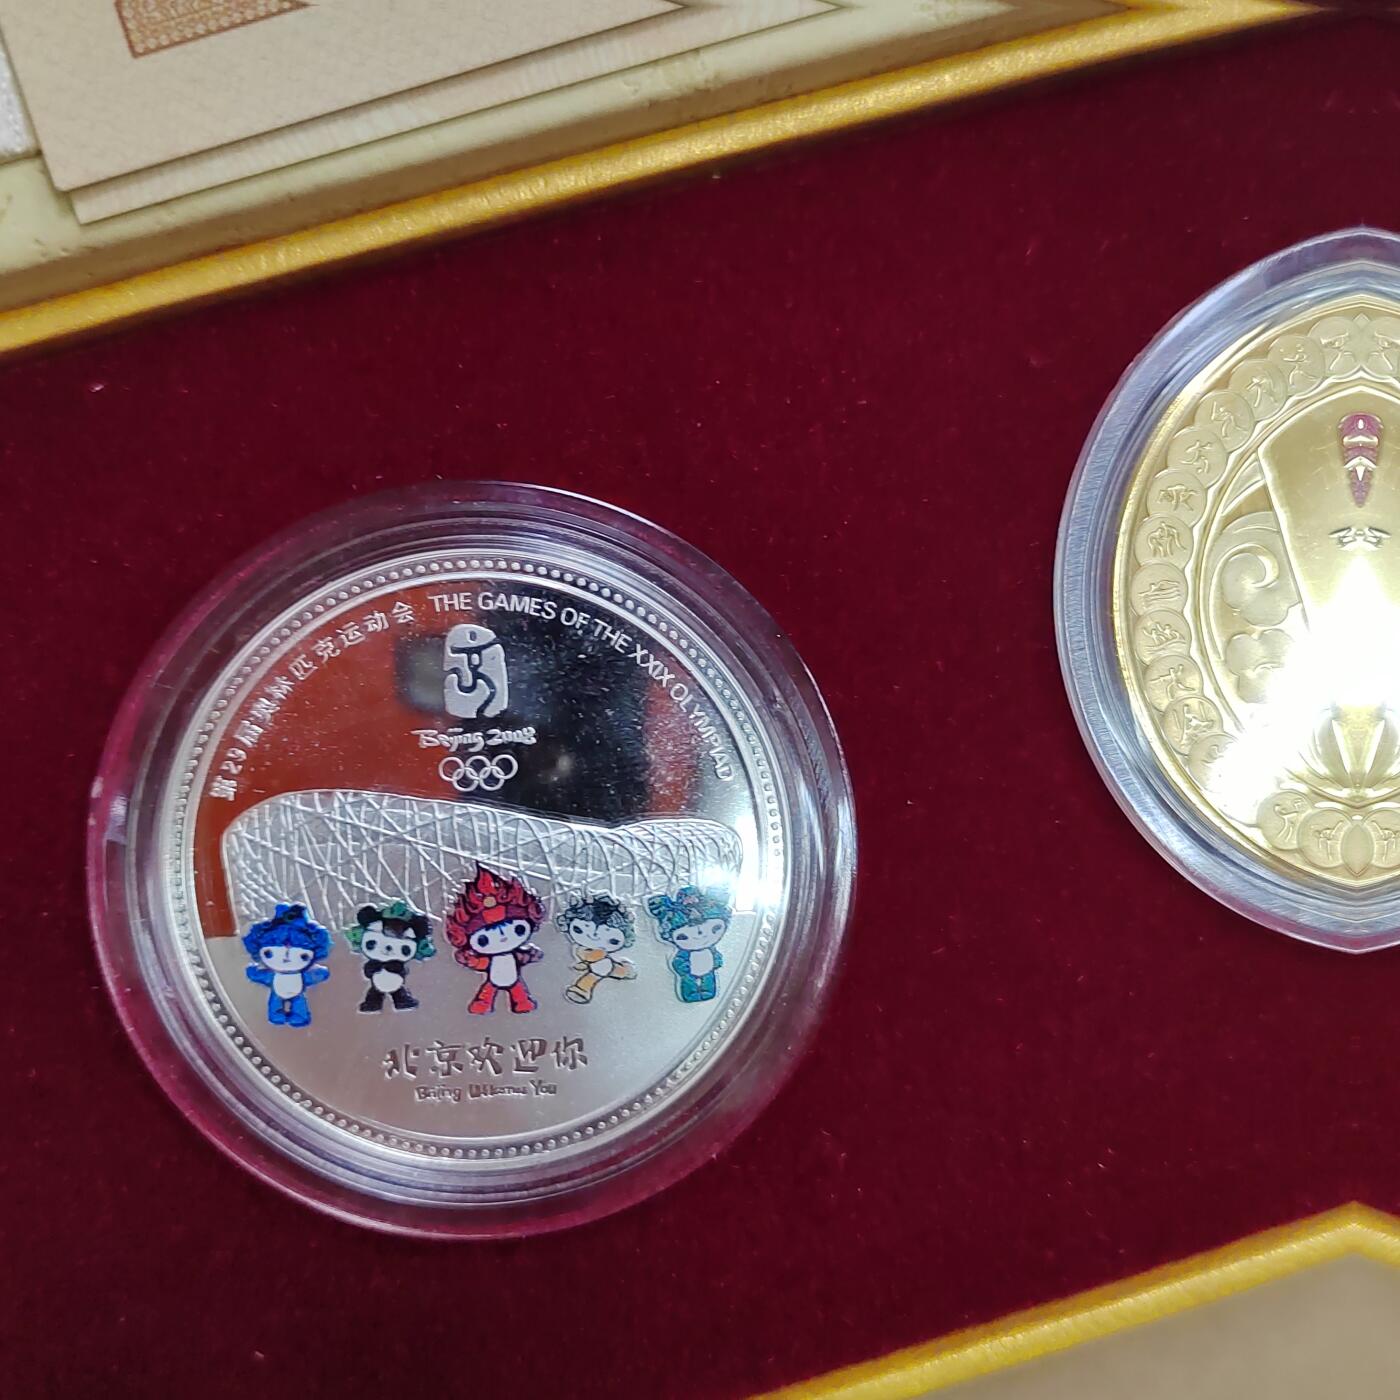 第29届奥林匹克运动会 THE GAMES OF THE XXIX OLYMPIAD
Beijing 2008
北京欢迎你
Beijing Welcomes You